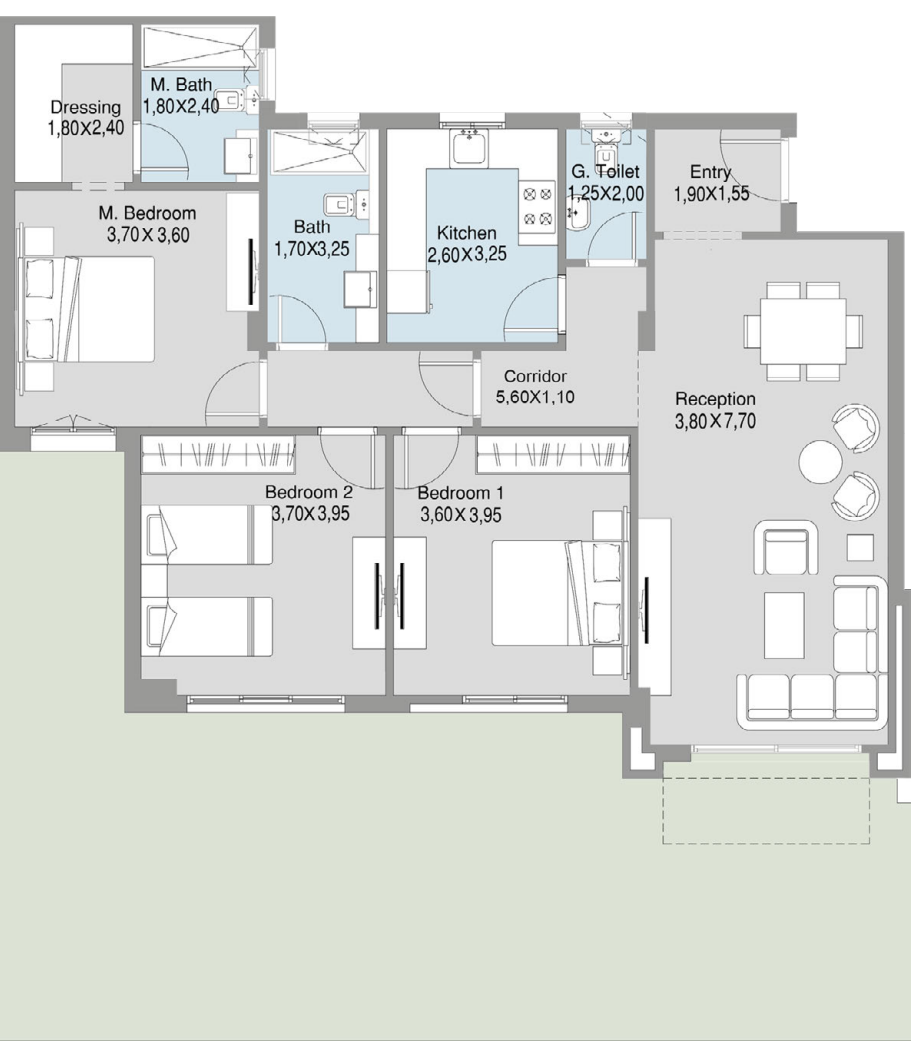 M. Bath
1,80X2,40
Dressing
1,80X2,40
G. Toilet
1,25X2,00
Entry
1,90X1,55
M. Bedroom
3,70 X 3,60
Bath
1,70X3,25
Kitchen
2,60X3,25
Corridor
5,60X1,10
Reception
3,80X7,70
Bedroom 2
3,70X3,95
Bedroom 1
3,60X3,95